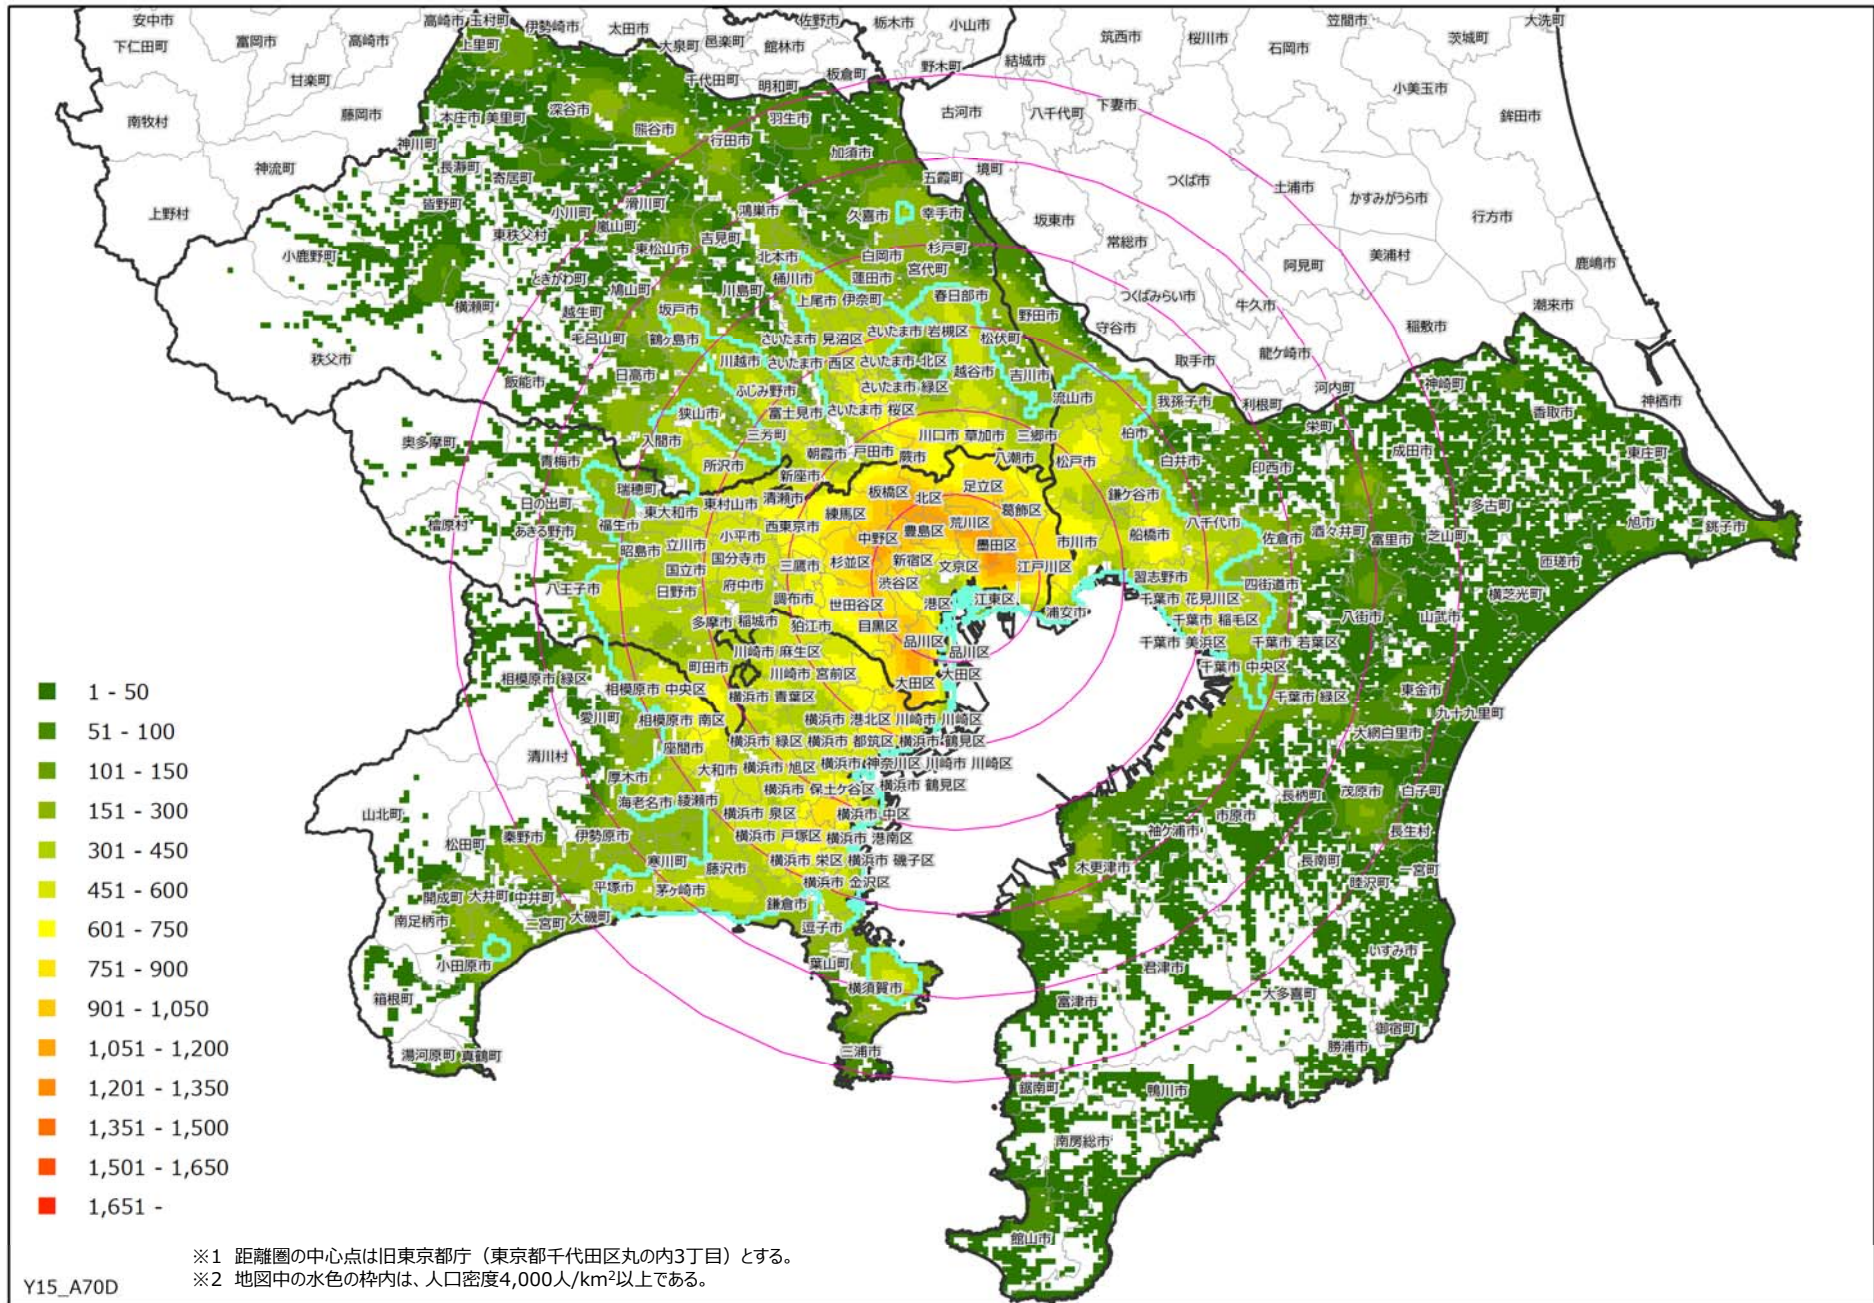 安中市
高崎市 玉村町
伊勢崎市
太田市
佐野市
栃木市
小山市
笠間市
大洗町
下仁田町
富岡市
高崎市
上里町
大泉町
邑楽町
館林市
筑西市
桜川市
石岡市
茨城町
甘楽町
千代田町
明和町
板倉町
野木町
結城市
小美玉市
南牧村
藤岡市
本庄市
美里町
深谷市
熊谷市
行田市
羽生市
古河市
八千代町
下妻市
鉾田市
神川町
加須市
神流町
長瀞町
寄居町
五霞町
境町
つくば市
土浦市
かすみがうら市
上野村
皆野町
小川町
滑川町
鴻巣市
久喜市
幸手市
坂東市
行方市
東秩父村
嵐山町
小鹿野町
東松山市
吉見町
北本市
白岡市
杉戸町
常総市
阿見町
美浦村
鹿嶋市
ときがわ町
鳩山町
川島町
桶川市
蓮田市
宮代町
横瀬町
越生町
坂戸市
上尾市
伊奈町
春日部市
野田市
つくばみらい市
牛久市
潮来市
秩父市
毛呂山町
鶴ヶ島市
さいたま市 見沼区
さいたま市 岩槻区
松伏町
守谷市
稲敷市
飯能市
日高市
川越市
さいたま市 西区
さいたま市 北区
越谷市
吉川市
取手市
龍ケ崎市
ふじみ野市
さいたま市 緑区
流山市
我孫子市
利根町
河内町
神崎町
神栖市
狭山市
富士見市
さいたま市 桜区
香取市
奥多摩町
入間市
三芳町
川口市
草加市
三郷市
柏市
栄町
青梅市
所沢市
朝霞市
戸田市
蕨市
八潮市
松戸市
白井市
印西市
成田市
東庄町
日の出町
瑞穂町
新座市
東村山市
清瀬市
板橋区
北区
足立区
鎌ケ谷市
多古町
檜原村
あきる野市
福生市
東大和市
西東京市
練馬区
豊島区
荒川区
葛飾区
船橋市
八千代市
佐倉市
酒々井町
富里市
芝山町
旭市
銚子市
昭島市
立川市
小平市
中野区
墨田区
市川市
匝瑳市
国立市
国分寺市
三鷹市
杉並区
新宿区
文京区
江戸川区
習志野市
四街道市
八王子市
日野市
府中市
渋谷区
横芝光町
調布市
世田谷区
港区
江東区
浦安市
千葉市 花見川区
八街市
山武市
多摩市
稲城市
狛江市
目黒区
千葉市 稲毛区
川崎市 麻生区
品川区
品川区
千葉市 美浜区
千葉市 若葉区
相模原市 緑区
町田市
川崎市 宮前区
大田区
大田区
千葉市 中央区
相模原市 中央区
横浜市 青葉区
千葉市 緑区
東金市
愛川町
相模原市 南区
横浜市 港北区
川崎市 川崎区
九十九里町
清川村
座間市
横浜市 緑区
横浜市 都筑区
横浜市 鶴見区
大網白里市
厚木市
大和市
横浜市 旭区
横浜市 神奈川区
川崎市 川崎区
横浜市 保土ケ谷区
横浜市 鶴見区
長柄町
茂原市
白子町
山北町
海老名市
綾瀬市
横浜市 泉区
横浜市 中区
市原市
松田町
秦野市
伊勢原市
横浜市 戸塚区
横浜市 港南区
袖ケ浦市
長生村
寒川町
藤沢市
横浜市 栄区
横浜市 磯子区
木更津市
長南町
一宮町
開成町
大井町
中井町
平塚市
茅ヶ崎市
横浜市 金沢区
睦沢町
南足柄市
二宮町
大磯町
鎌倉市
逗子市
小田原市
葉山町
君津市
いすみ市
箱根町
横須賀市
富津市
大多喜町
御宿町
湯河原町
真鶴町
三浦市
勝浦市
鋸南町
鴨川市
南房総市
館山市
1 - 50
51 - 100
101 - 150
151 - 300
301 - 450
451 - 600
601 - 750
751 - 900
901 - 1,050
1,051 - 1,200
1,201 - 1,350
1,351 - 1,500
1,501 - 1,650
1,651 -
※1 距離圏の中心点は旧東京都庁（東京都千代田区丸の内3丁目）とする。
※2 地図中の水色の枠内は、人口密度4,000人/km²以上である。
Y15_A70D